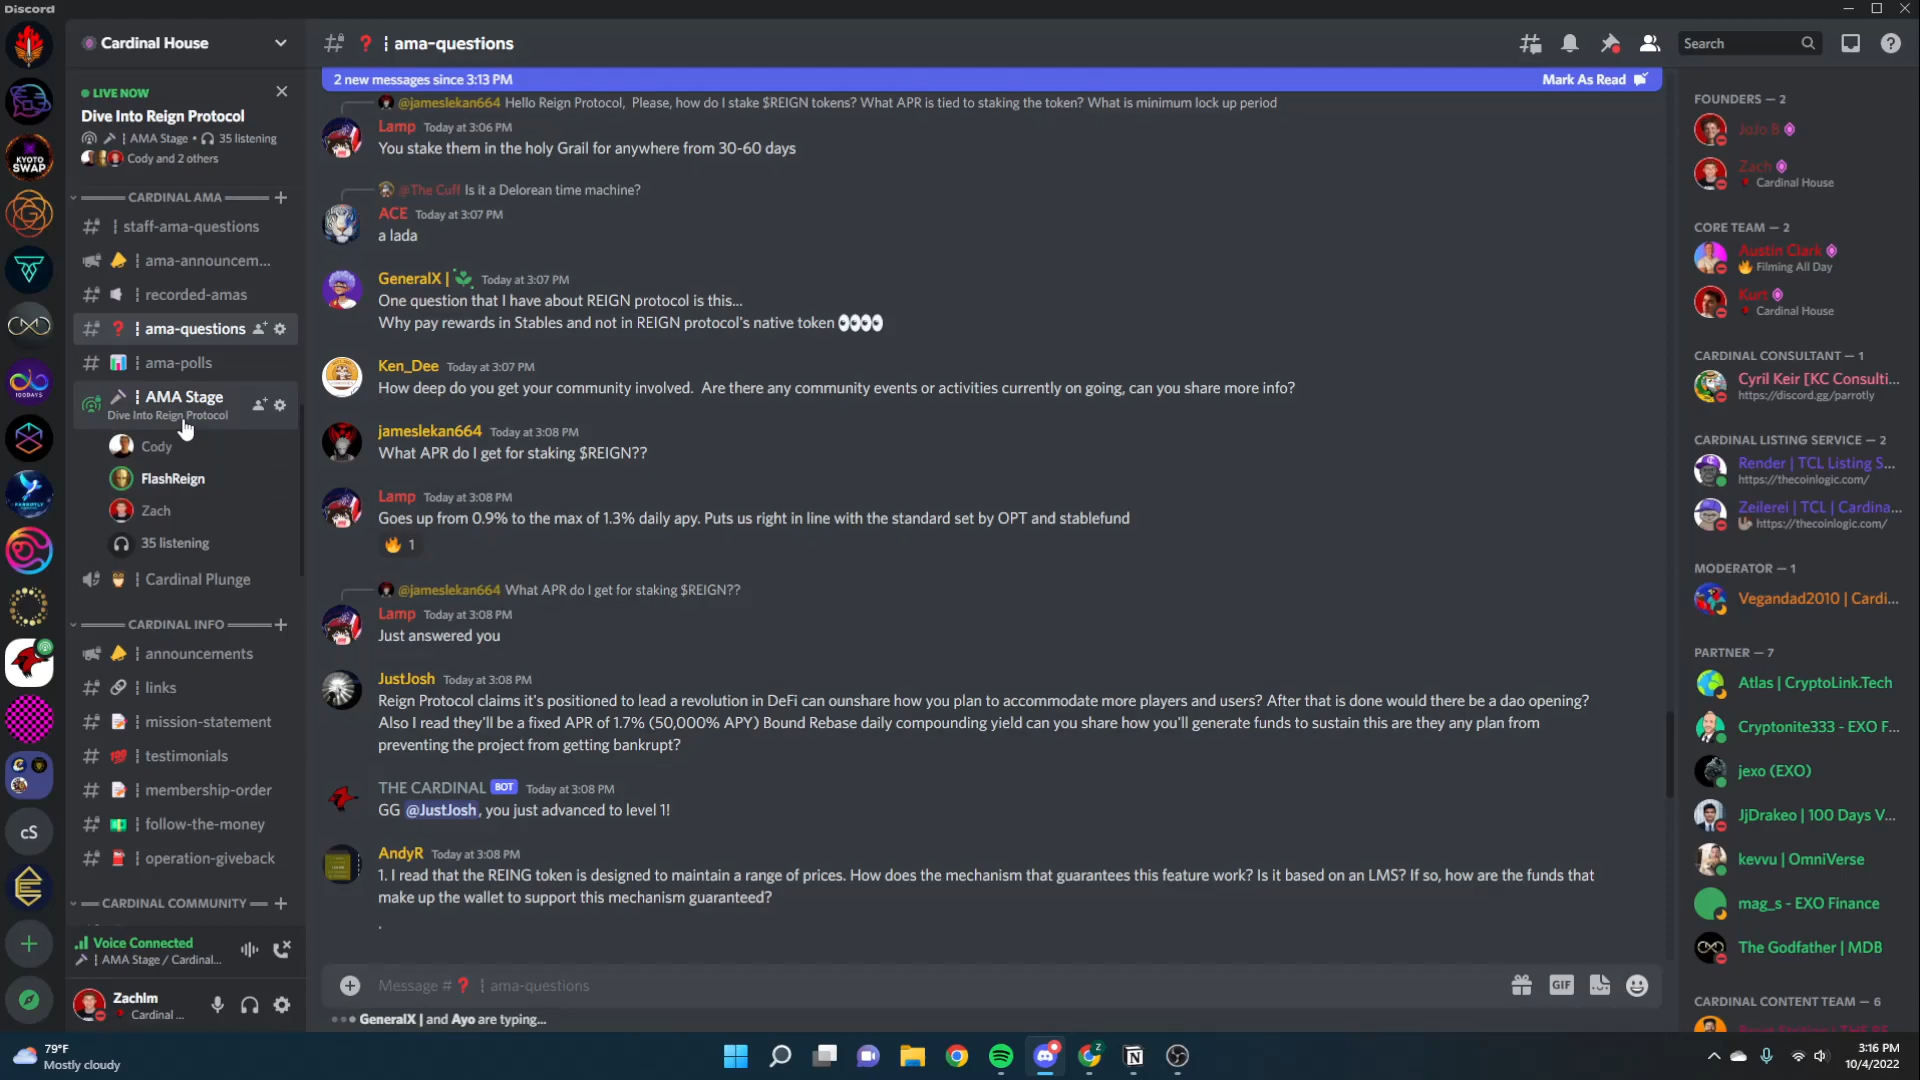 Discord
Cardinal House
LIVE NOW
Dive Into Reign Protocol
¦ AMA Stage • 35 listening
Cody and 2 others
CARDINAL AMA
¦ staff-ama-questions
¦ ama-announcem...
¦ recorded-amas
¦ ama-questions
¦ ama-polls
¦ AMA Stage
Dive Into Reign Protocol
Cody
FlashReign
Zach
35 listening
¦ Cardinal Plunge
CARDINAL INFO
¦ announcements
¦ links
¦ mission-statement
¦ testimonials
¦ membership-order
¦ follow-the-money
¦ operation-giveback
CARDINAL COMMUNITY
Voice Connected
¦ AMA Stage / Cardinal...
ZachIm
Cardinal ...
KYOTO
SWAP
100DAYS
PARROTLY
cS
# ❓ ¦ ama-questions
Search
2 new messages since 3:13 PM
Mark As Read
@jameslekan664 Hello Reign Protocol, Please, how do I stake $REIGN tokens? What APR is tied to staking the token? What is minimum lock up period
Lamp Today at 3:06 PM
You stake them in the holy Grail for anywhere from 30-60 days
@The Cuff Is it a Delorean time machine?
ACE Today at 3:07 PM
a lada
GeneralX | Today at 3:07 PM
One question that I have about REIGN protocol is this...
Why pay rewards in Stables and not in REIGN protocol's native token 👀👀
Ken_Dee Today at 3:07 PM
How deep do you get your community involved. Are there any community events or activities currently on going, can you share more info?
jameslekan664 Today at 3:08 PM
What APR do I get for staking $REIGN??
Lamp Today at 3:08 PM
Goes up from 0.9% to the max of 1.3% daily apy. Puts us right in line with the standard set by OPT and stablefund
🔥 1
@jameslekan664 What APR do I get for staking $REIGN??
Lamp Today at 3:08 PM
Just answered you
JustJosh Today at 3:08 PM
Reign Protocol claims it's positioned to lead a revolution in DeFi can ounshare how you plan to accommodate more players and users? After that is done would there be a dao opening?
Also I read they'll be a fixed APR of 1.7% (50,000% APY) Bound Rebase daily compounding yield can you share how you'll generate funds to sustain this are they any plan from
preventing the project from getting bankrupt?
THE CARDINAL BOT Today at 3:08 PM
GG @JustJosh, you just advanced to level 1!
AndyR Today at 3:08 PM
1. I read that the REING token is designed to maintain a range of prices. How does the mechanism that guarantees this feature work? Is it based on an LMS? If so, how are the funds that
make up the wallet to support this mechanism guaranteed?
.
Message # ❓ ¦ ama-questions
GIF
GeneralX | and Ayo are typing...
FOUNDERS — 2
JoJo B
Zach
Cardinal House
CORE TEAM — 2
Austin Clark
🔥 Filming All Day
Kurt
Cardinal House
CARDINAL CONSULTANT — 1
Cyril Keir [KC Consulti...
https://discord.gg/parrotly
CARDINAL LISTING SERVICE — 2
Render | TCL Listing S...
https://thecoinlogic.com/
Zeilerei | TCL | Cardina...
https://thecoinlogic.com/
MODERATOR — 1
Vegandad2010 | Cardi...
PARTNER — 7
Atlas | CryptoLink.Tech
Cryptonite333 - EXO F...
jexo (EXO)
JjDrakeo | 100 Days V...
kevvu | OmniVerse
mag_s - EXO Finance
The Godfather | MDB
CARDINAL CONTENT TEAM — 6
79°F
Mostly cloudy
3:16 PM
10/4/2022